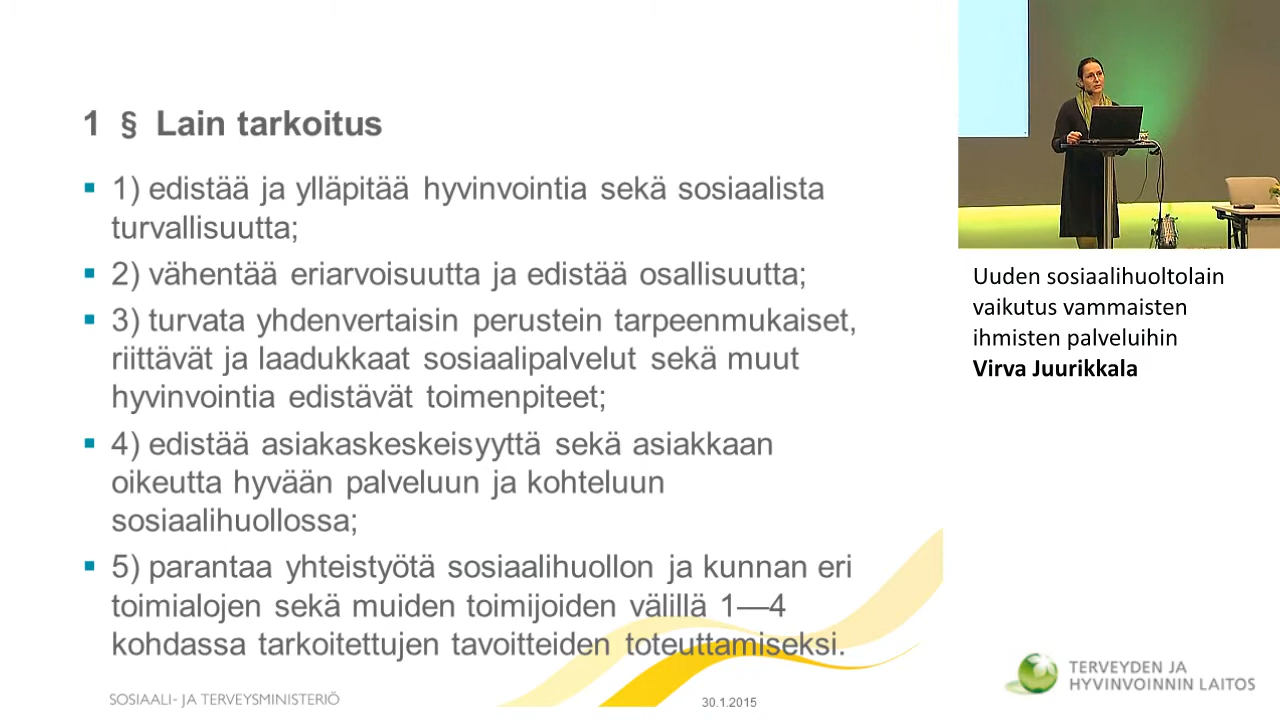 1 § Lain tarkoitus
1) edistää ja ylläpitää hyvinvointia sekä sosiaalista
turvallisuutta;
2) vähentää eriarvoisuutta ja edistää osallisuutta;
3) turvata yhdenvertaisin perustein tarpeenmukaiset,
riittävät ja laadukkaat sosiaalipalvelut sekä muut
hyvinvointia edistävät toimenpiteet;
4) edistää asiakaskeskeisyyttä sekä asiakkaan
oikeutta hyvään palveluun ja kohteluun
sosiaalihuollossa;
5) parantaa yhteistyötä sosiaalihuollon ja kunnan eri
toimialojen sekä muiden toimijoiden välillä 1—4
kohdassa tarkoitettujen tavoitteiden toteuttamiseksi.
SOSIAALI- JA TERVEYSMINISTERIÖ
30.1.2015
Uuden sosiaalihuoltolain
vaikutus vammaisten
ihmisten palveluihin
Virva Juurikkala
TERVEYDEN JA
HYVINVOINNIN LAITOS